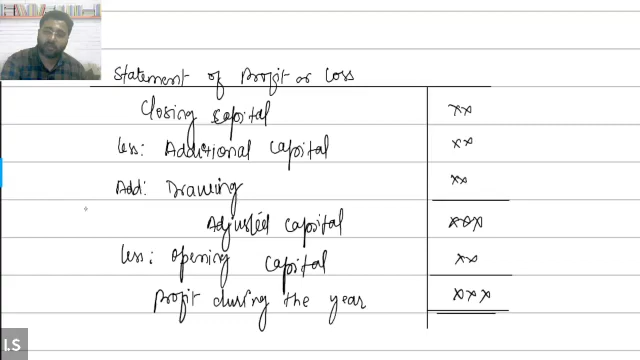 Statement of Profit or Loss
Closing Capital xx
less: Additional Capital xx
Add: Drawing xx
Adjusted Capital xxx
less: Opening Capital xx
Profit during the year xxx
I.S